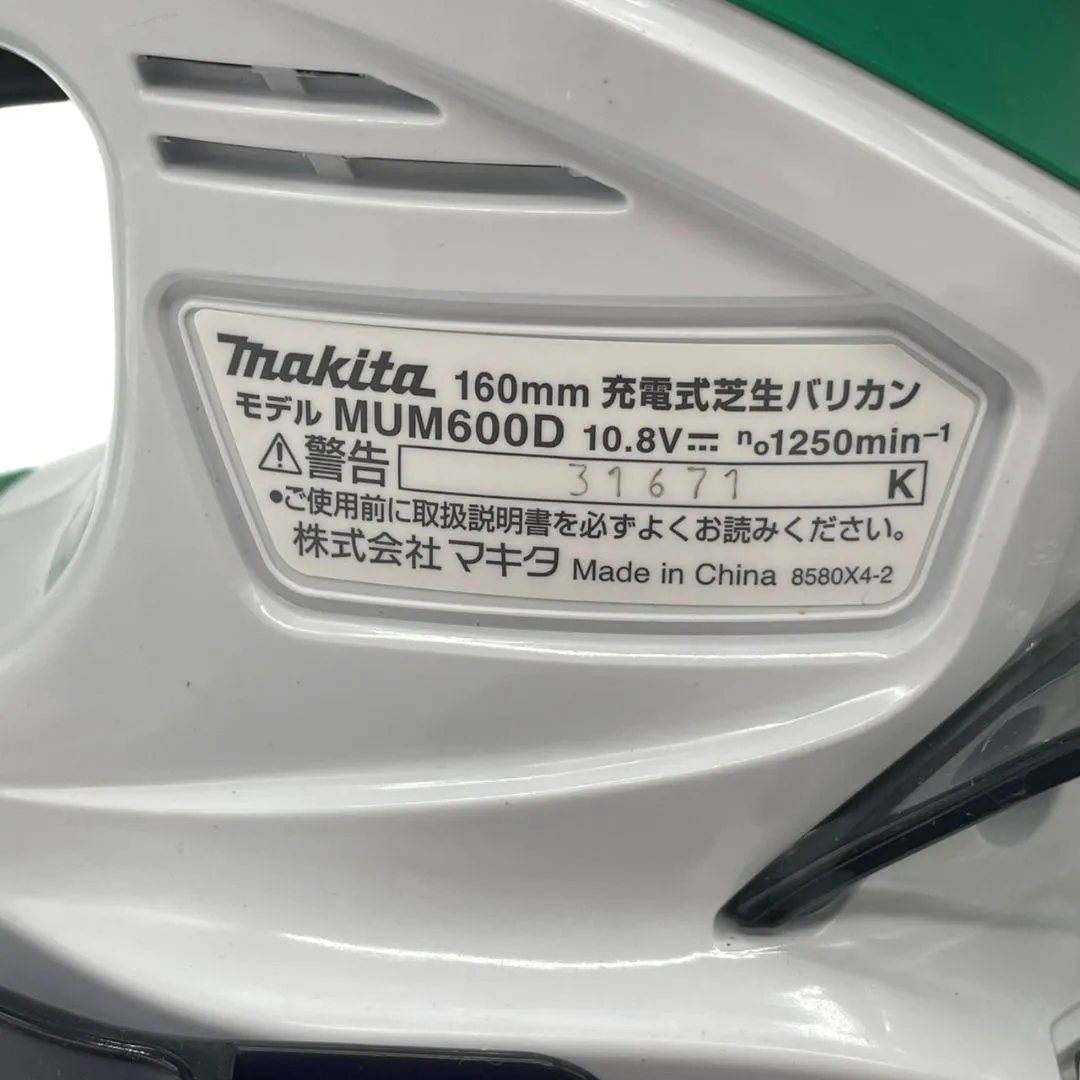 makita 160mm 充電式芝生バリカン
モデル MUM600D 10.8V⎓ no1250min⁻¹
⚠警告 31671 K
●ご使用前に取扱説明書を必ずよくお読みください。
株式会社 マキタ Made in China 8580X4-2